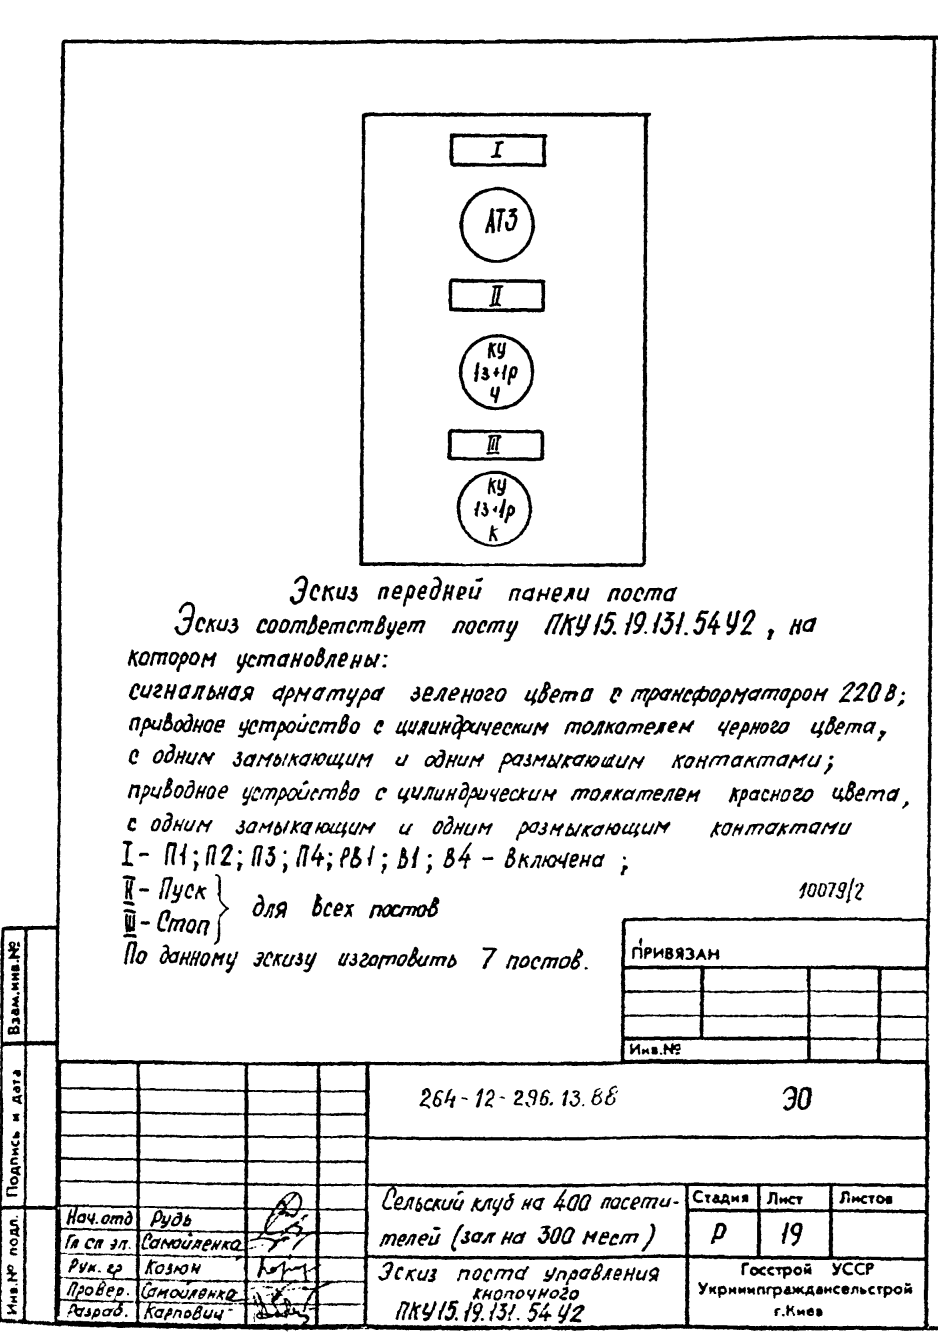 I
АТЗ
II
КУ
1з+1р
Ч
III
КУ
1з+1р
К
Эскиз передней панели поста
Эскиз соответствует посту ПКУ15.19.131.54У2, на
котором установлены:
сигнальная арматура зеленого цвета с трансформатором 220В;
приводное устройство с цилиндрическим толкателем черного цвета,
с одним замыкающим и одним размыкающим контактами;
приводное устройство с цилиндрическим толкателем красного цвета,
с одним замыкающим и одним размыкающим контактами
I - П1; П2; П3; П4; РВ1; В1; В4 - Включена ;
II - Пуск
III - Стоп
для всех постов
По данному эскизу изготовить 7 постов.
10079/2
ПРИВЯЗАН
Инв.№
Взам.инв.№
Подпись и дата
Инв.№ подл.
264-12-296.13.88
ЭО
Сельский клуб на 400 посети-
телей (зал на 300 мест)
Стадия Лист Листов
Р 19
Эскиз поста управления
кнопочного
ПКУ15.19.131.54У2
Госстрой УССР
Укрниипграждансельстрой
г.Киев
Нач.отд Рудь
Гл сп эл. Самойленко
Рук. гр Козюн
Провер. Самойленко
Разраб. Карпович